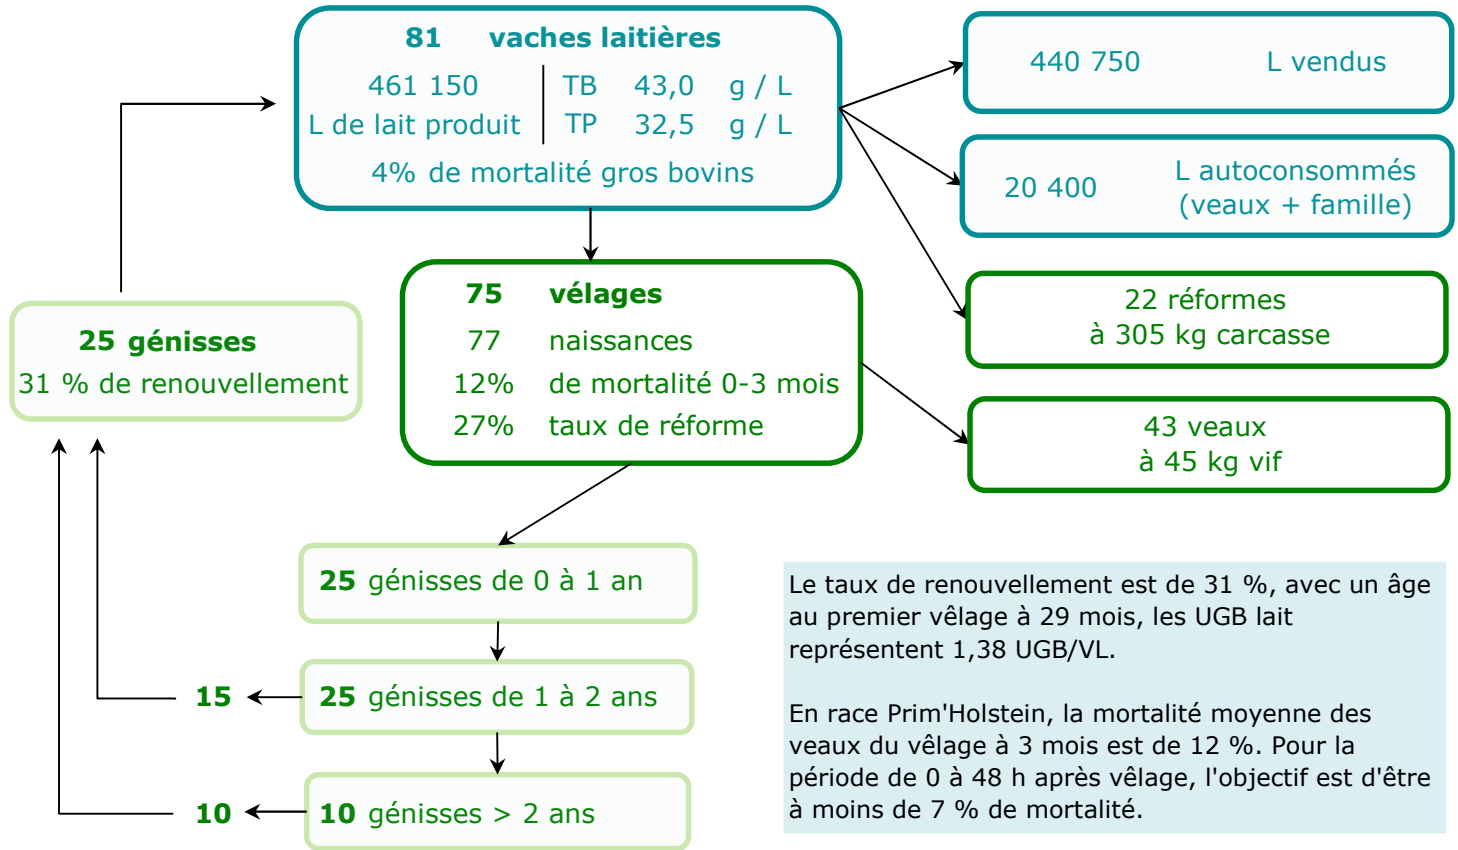 81 vaches laitières
461 150 TB 43,0 g / L
L de lait produit TP 32,5 g / L
4% de mortalité gros bovins
440 750 L vendus
20 400 L autoconsommés
(veaux + famille)
75 vélages
77 naissances
12% de mortalité 0-3 mois
27% taux de réforme
22 réformes
à 305 kg carcasse
43 veaux
à 45 kg vif
25 génisses
31 % de renouvellement
25 génisses de 0 à 1 an
15 25 génisses de 1 à 2 ans
10 10 génisses > 2 ans
Le taux de renouvellement est de 31 %, avec un âge
au premier vêlage à 29 mois, les UGB lait
représentent 1,38 UGB/VL.
En race Prim'Holstein, la mortalité moyenne des
veaux du vêlage à 3 mois est de 12 %. Pour la
période de 0 à 48 h après vêlage, l'objectif est d'être
à moins de 7 % de mortalité.